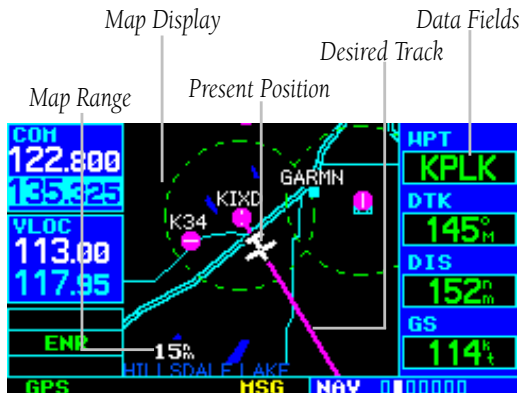 Map Display
Data Fields
Desired Track
Map Range
Present Position
COM
122.800
135.325
VLOC
113.00
117.95
ENR
GPS
KIXD
K34
GARMN
15nm
HILLSDALE LAKE
MSG
NAV
WPT
KPLK
DTK
145°M
DIS
152nm
GS
114kt